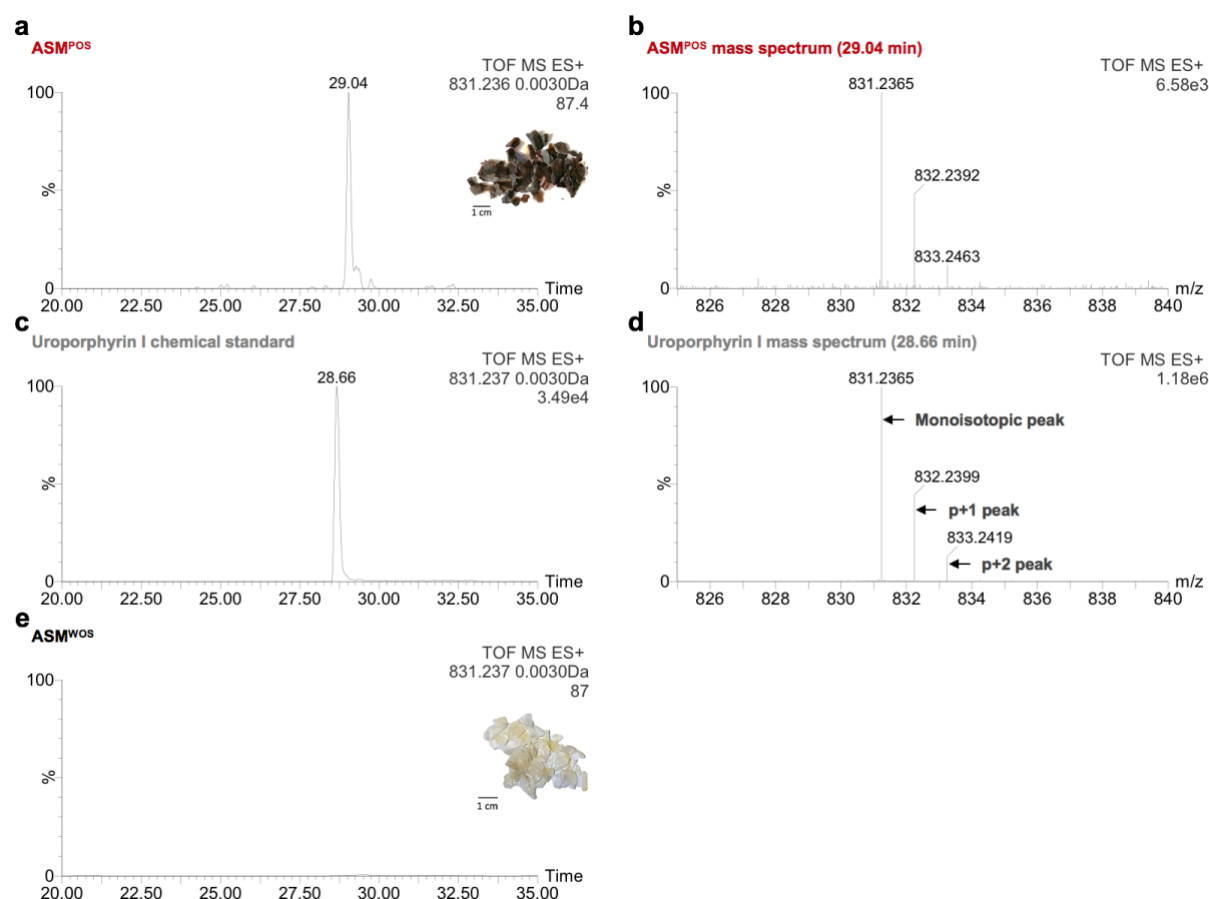 a
ASMPOS
TOF MS ES+
831.236 0.0030Da
87.4
29.04
100
%
0
1 cm
Time
20.00 22.50 25.00 27.50 30.00 32.50 35.00
b
ASMPOS mass spectrum (29.04 min)
TOF MS ES+
6.58e3
831.2365
100
832.2392
%
833.2463
0
826 828 830 832 834 836 838 840 m/z
c
Uroporphyrin I chemical standard
TOF MS ES+
831.237 0.0030Da
3.49e4
28.66
100
%
0
Time
20.00 22.50 25.00 27.50 30.00 32.50 35.00
d
Uroporphyrin I mass spectrum (28.66 min)
TOF MS ES+
1.18e6
831.2365
100
Monoisotopic peak
832.2399
%
p+1 peak
833.2419
p+2 peak
0
826 828 830 832 834 836 838 840 m/z
e
ASMWOS
TOF MS ES+
831.237 0.0030Da
87
100
%
1 cm
0
Time
20.00 22.50 25.00 27.50 30.00 32.50 35.00